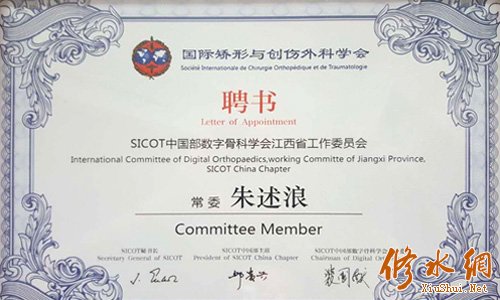 国际矫形与创伤外科学会
Société Internationale de Chirurgie Orthopédique et de Traumatologie
聘书
Letter of Appointment
SICOT中国部数字骨科学会江西省工作委员会
International Committee of Digital Orthopaedics,working Committe of Jiangxi Province,
SICOT China Chapter
常委 朱述浪
Committee Member
SICOT秘书长 SICOT中国部主席 SICOT中国部数字骨科学会
Secretary General of SICOT President of SICOT China Chapter Chairman of Digital
修水網
XiuShui.Net